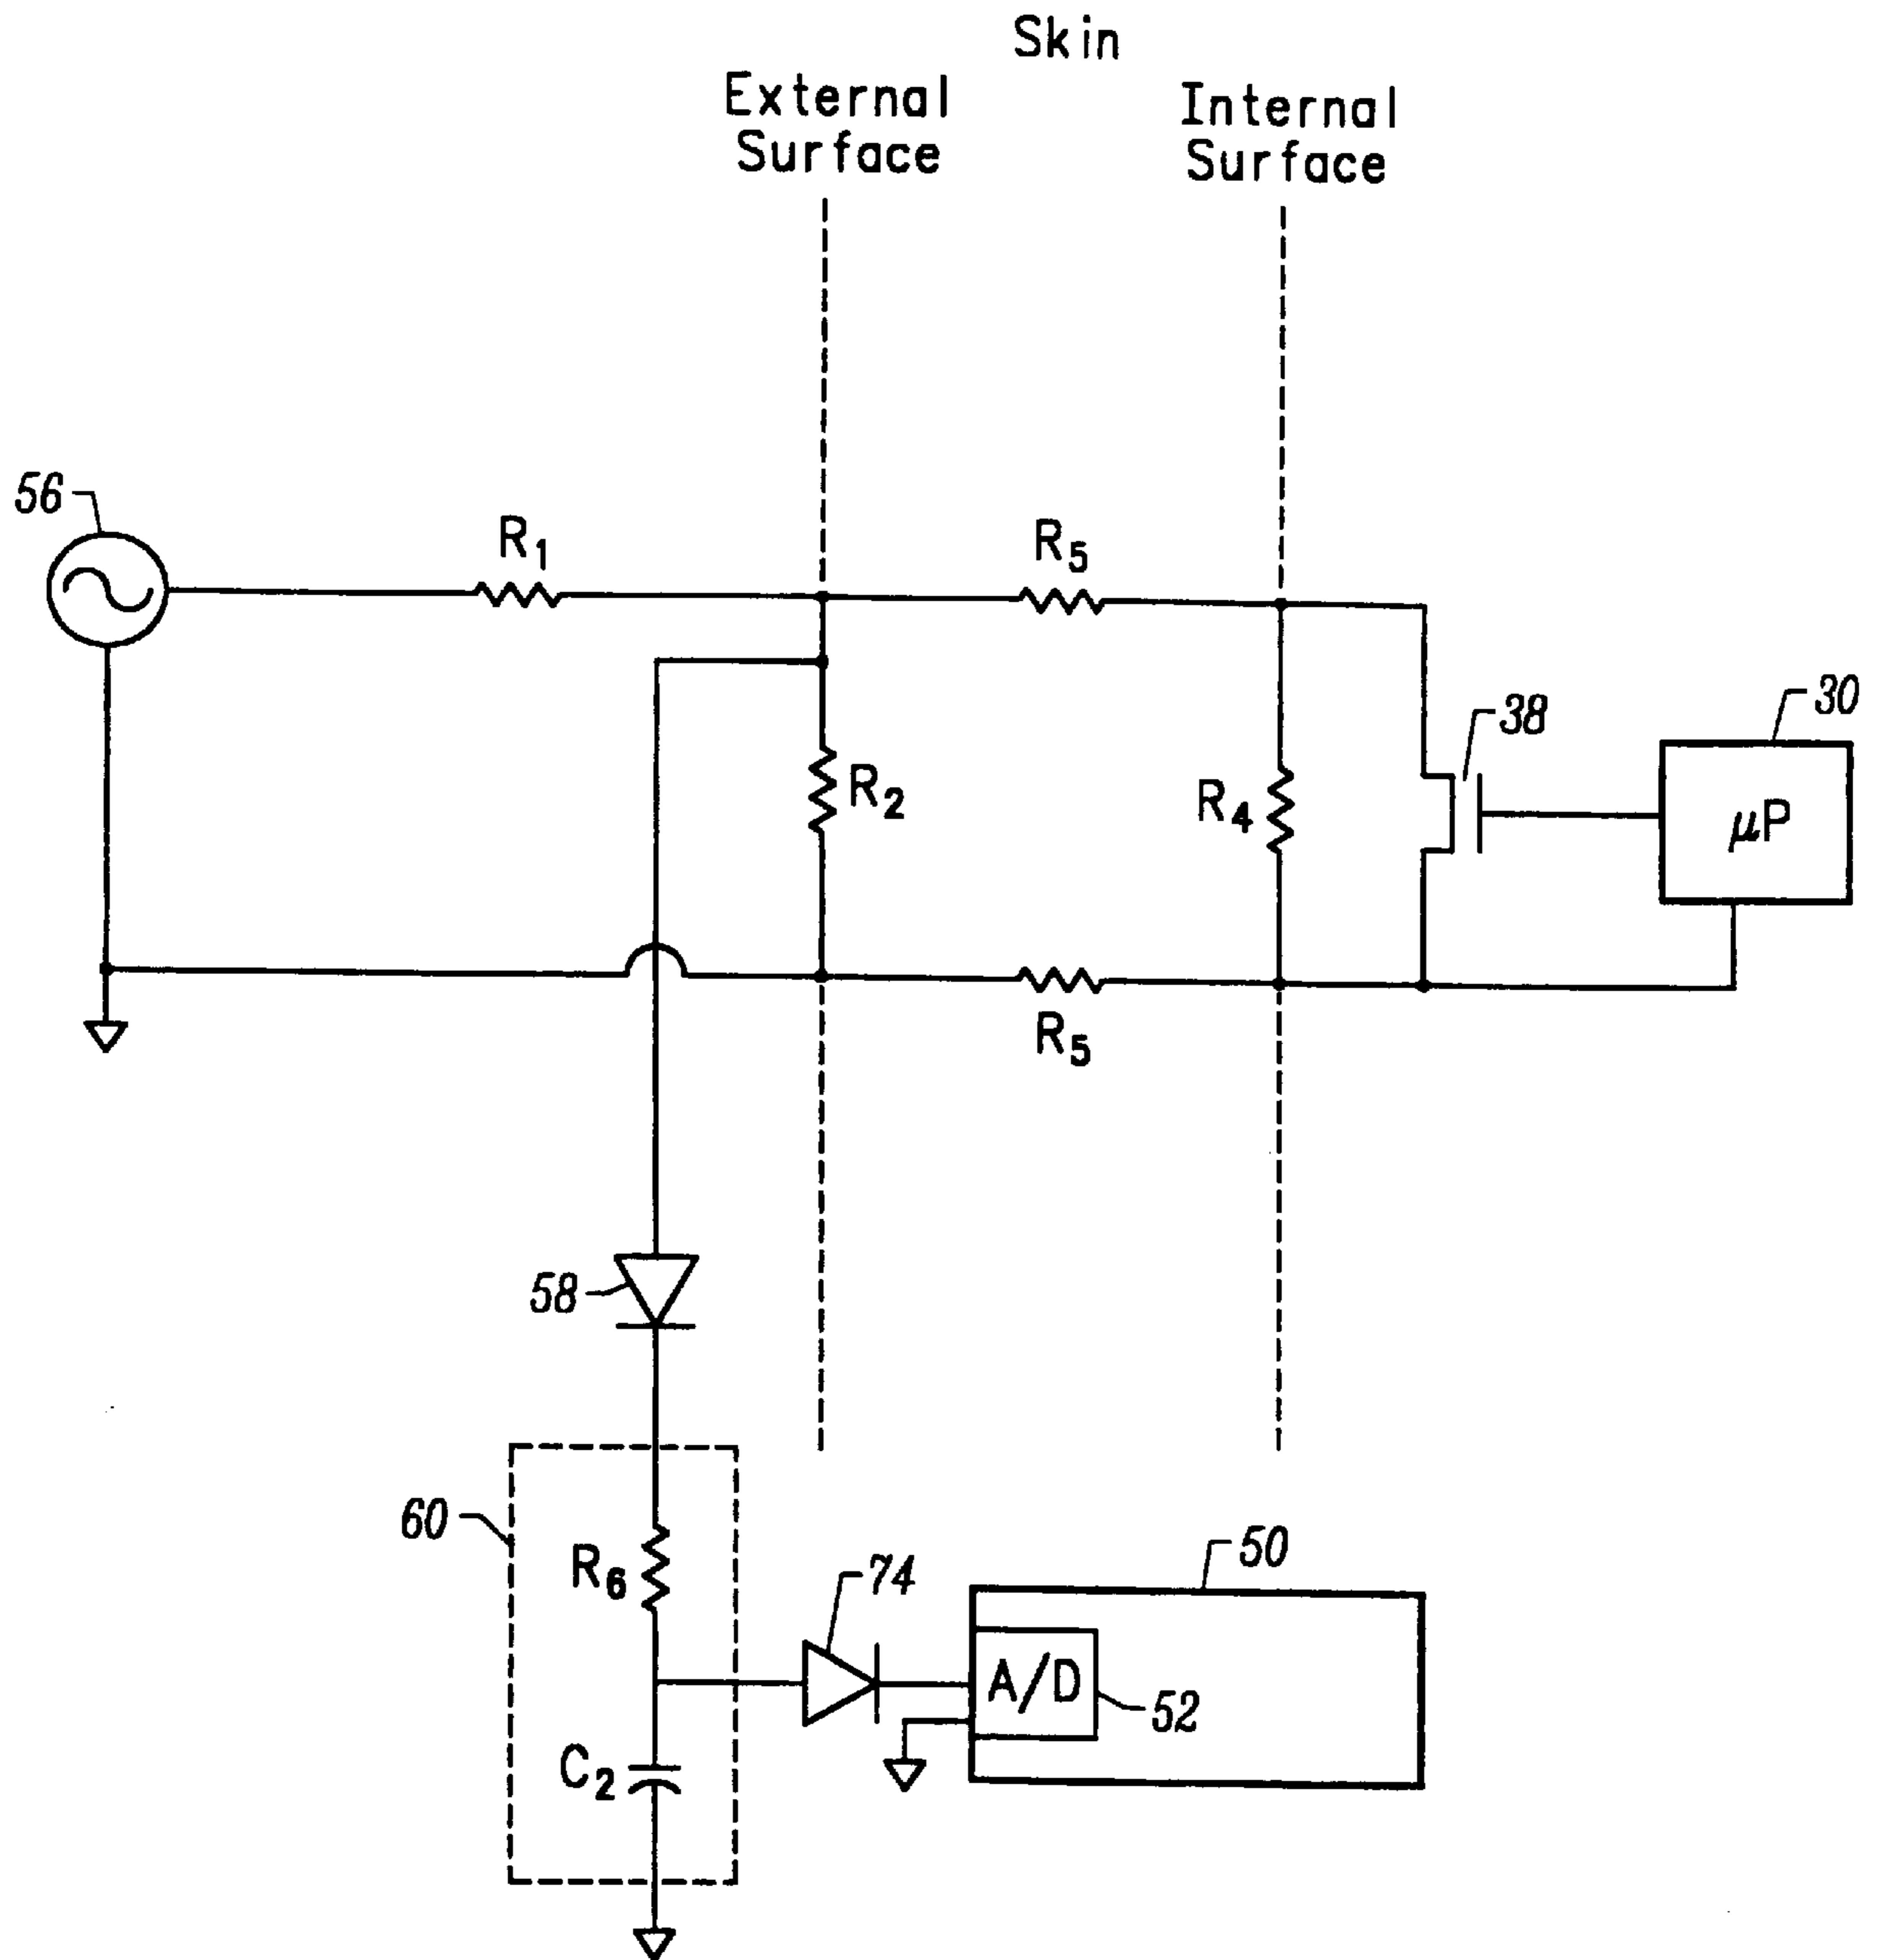 Skin
External
Surface
Internal
Surface
56
R1
R5
30
38
R2
R4
μP
R5
58
60
R6
74
50
A/D
52
C2